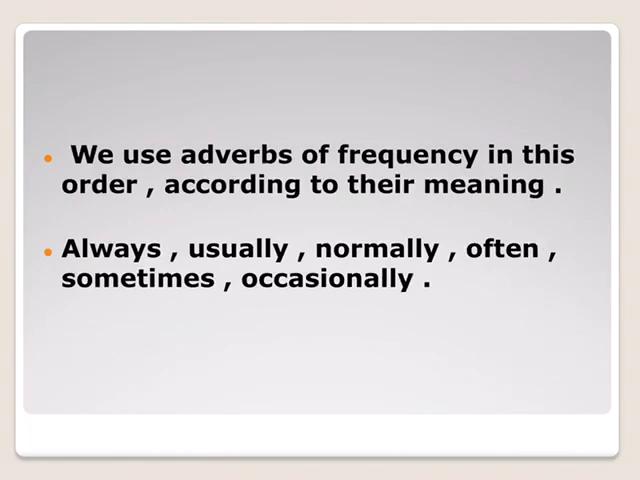 We use adverbs of frequency in this
order , according to their meaning .
Always , usually , normally , often ,
sometimes , occasionally .